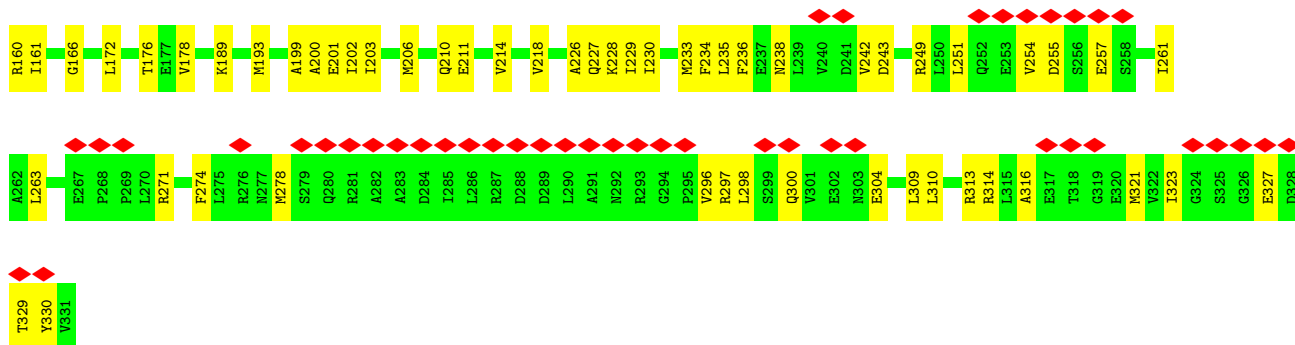 R160 I161 G166 L172 T176 E177 V178 K189 M193 A199 A200 E201 I202 I203 M206 Q210 E211 V214 V218 A226 Q227 K228 I229 I230 M233 F234 L235 F236 E237 N238 L239 V240 D241 V242 D243 R249 L250 L251 Q252 E253 V254 D255 S256 E257 S258 I261
A262 L263 E267 P268 P269 L270 R271 F274 L275 R276 N277 M278 S279 Q280 R281 A282 A283 D284 I285 L286 R287 D288 D289 L290 A291 N292 R293 G294 P295 V296 R297 L298 S299 Q300 V301 E302 N303 E304 L309 L310 R313 R314 L315 A316 E317 T318 G319 E320 M321 V322 I323 G324 S325 G326 E327 D328
T329 Y330 V331